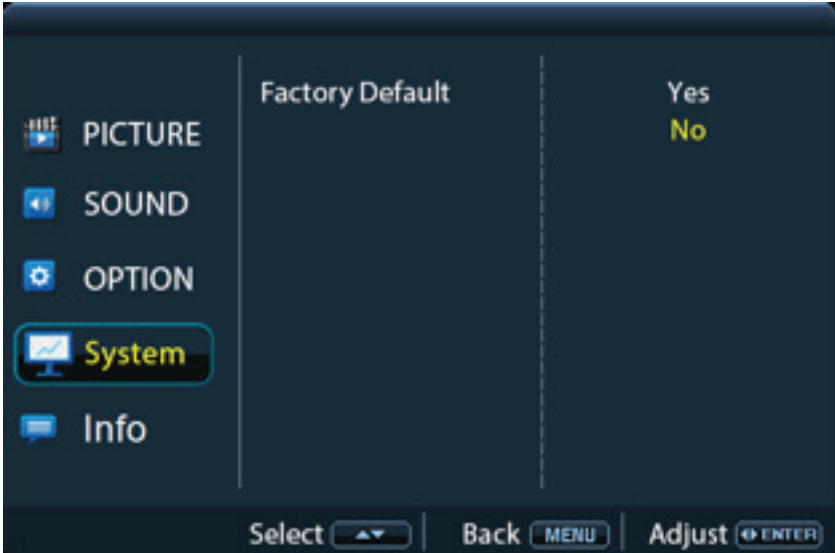 PICTURE
SOUND
OPTION
System
Info
Factory Default
Yes
No
Select
Back MENU
Adjust ENTER